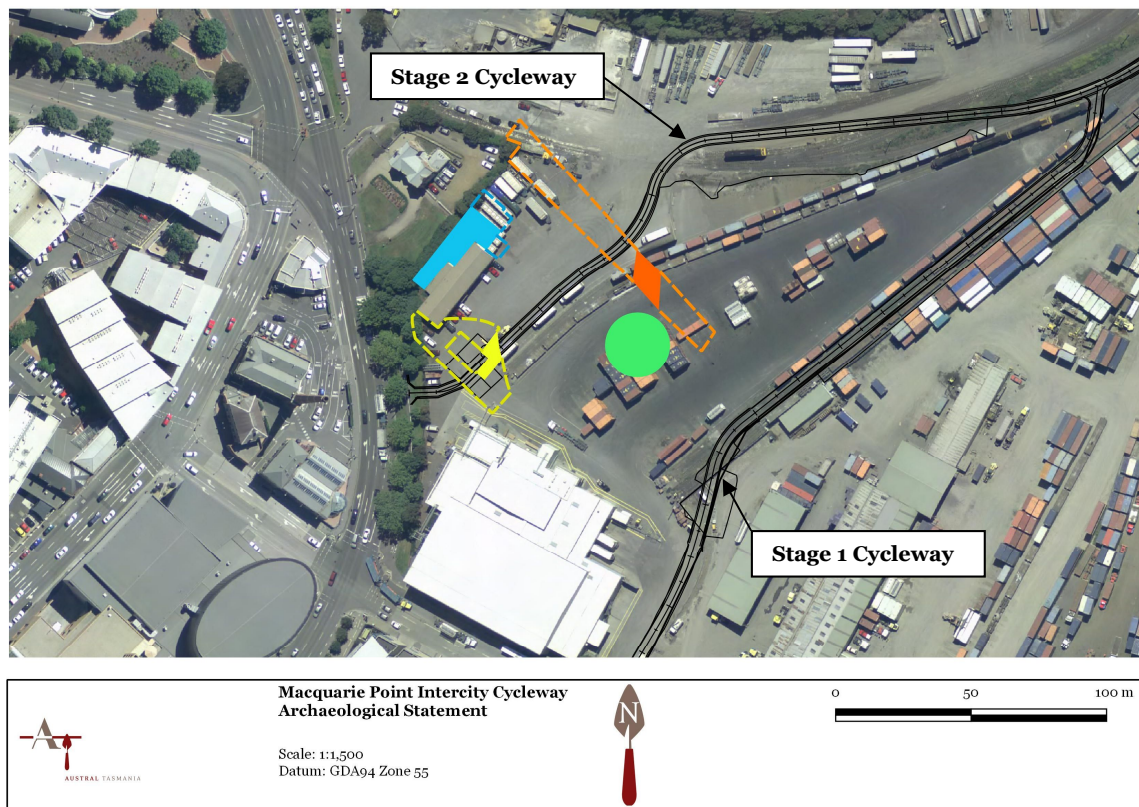 Stage 2 Cycleway
Stage 1 Cycleway
A
T
AUSTRAL TASMANIA
Macquarie Point Intercity Cycleway
Archaeological Statement
Scale: 1:1,500
Datum: GDA94 Zone 55
N
0 50 100 m